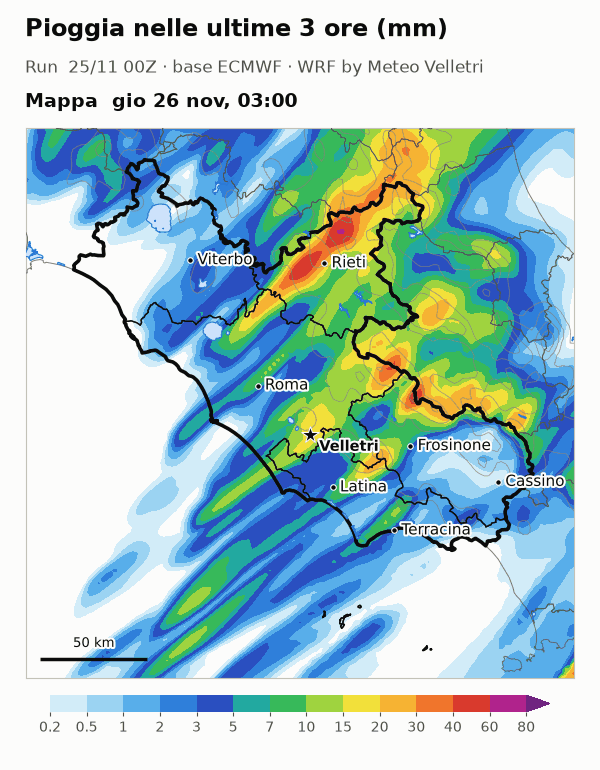 Pioggia nelle ultime 3 ore (mm)
Run  25/11 00Z · base ECMWF · WRF by Meteo Velletri
Mappa  gio 26 nov, 03:00
Viterbo
Rieti
Roma
Velletri
Frosinone
Cassino
Latina
Terracina
50 km
0.2 0.5 1 2 3 5 7 10 15 20 30 40 60 80